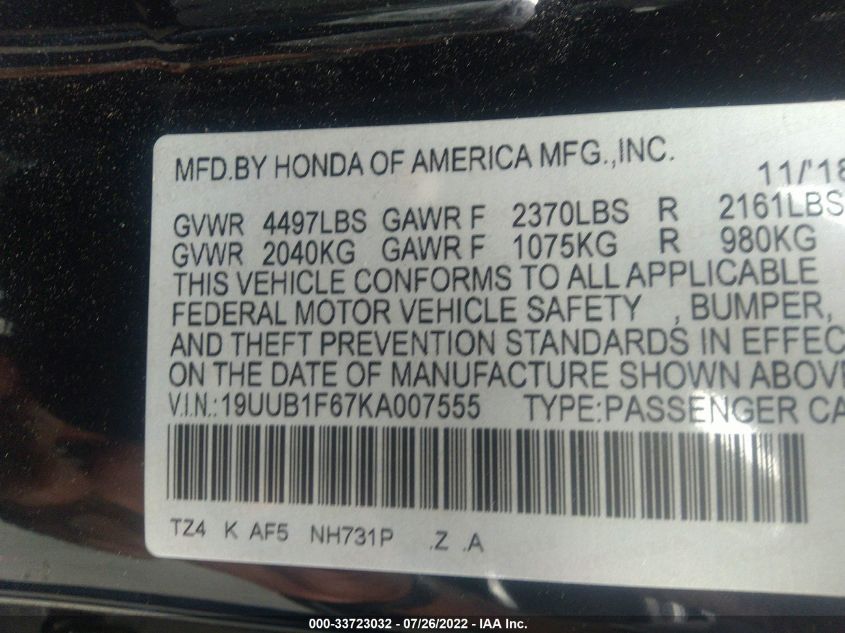 MFD.BY HONDA OF AMERICA MFG.,INC. 11/'18
GVWR 4497LBS GAWR F 2370LBS R 2161LBS
GVWR 2040KG GAWR F 1075KG R 980KG
THIS VEHICLE CONFORMS TO ALL APPLICABLE
FEDERAL MOTOR VEHICLE SAFETY , BUMPER,
AND THEFT PREVENTION STANDARDS IN EFFEC
ON THE DATE OF MANUFACTURE SHOWN ABOVE
V.I.N.:19UUB1F67KA007555 TYPE:PASSENGER CA
TZ4 K AF5 NH731P .Z .A
000-33723032 - 07/26/2022 - IAA Inc.